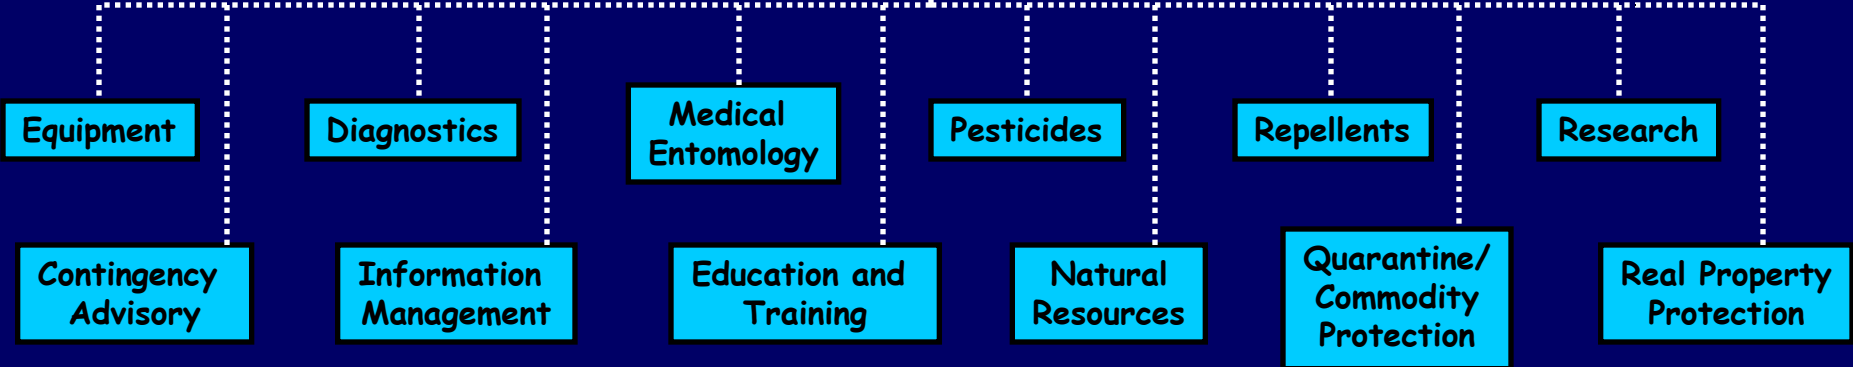 Equipment
Diagnostics
Medical
Entomology
Pesticides
Repellents
Research
Contingency
Advisory
Information
Management
Education and
Training
Natural
Resources
Quarantine/
Commodity
Protection
Real Property
Protection